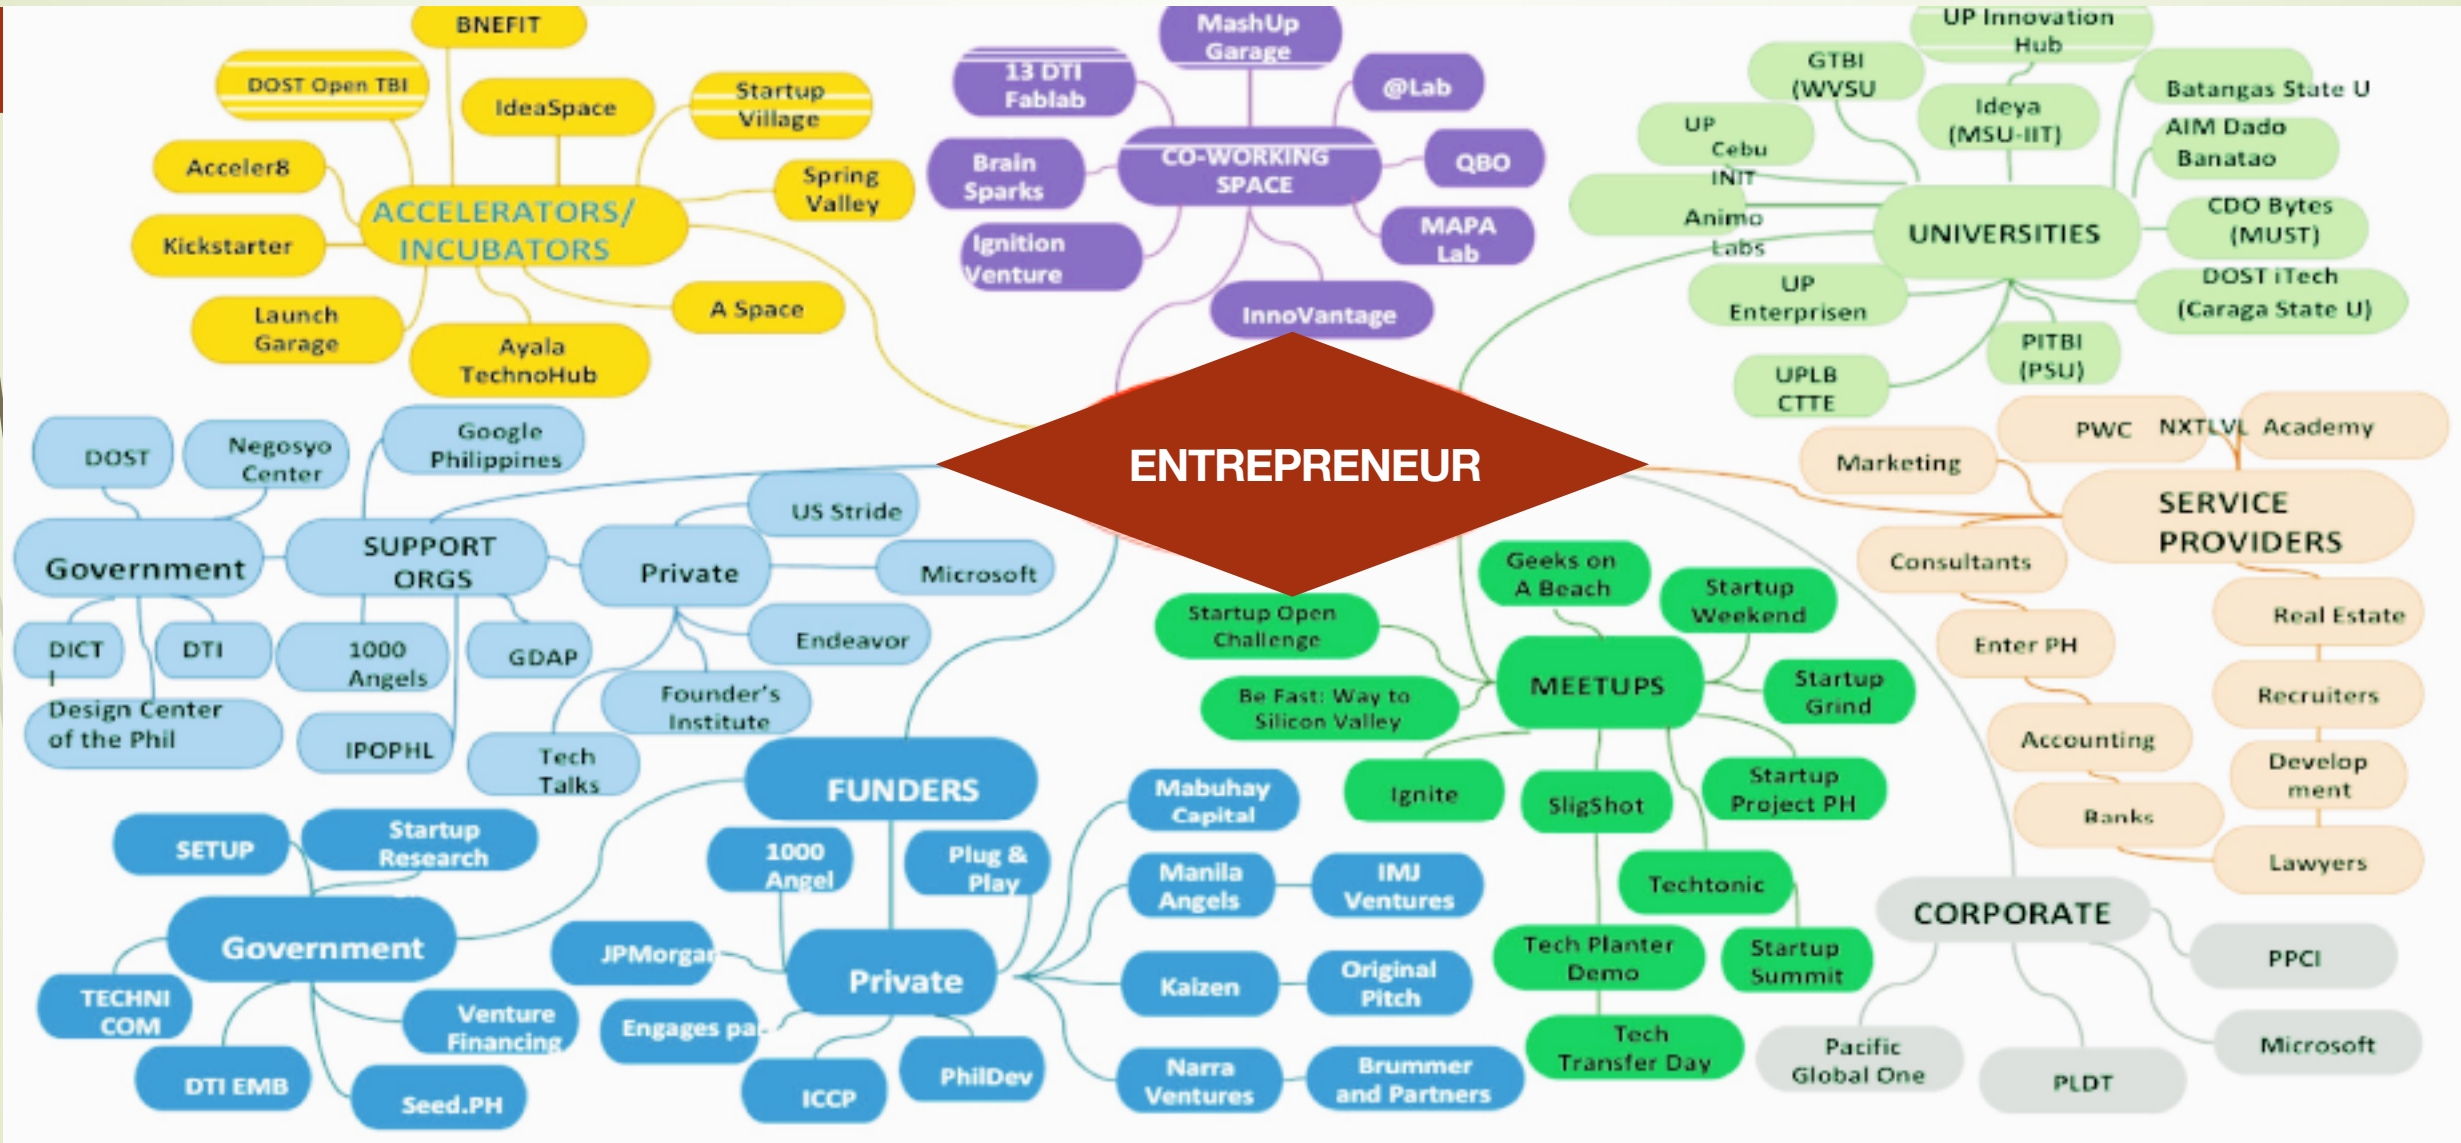 BNEFIT
DOST Open TBI
IdeaSpace
Startup
Village
Acceler8
Spring
Valley
ACCELERATORS/
INCUBATORS
Kickstarter
Launch
Garage
A Space
Ayala
TechnoHub
MashUp
Garage
13 DTI
Fablab
@Lab
CO-WORKING
SPACE
Brain
Sparks
QBO
Ignition
Venture
MAPA
Lab
InnoVantage
UP Innovation
Hub
GTBI
(WVSU
Ideya
(MSU-IIT)
Batangas State U
UP
Cebu
INIT
AIM Dado
Banatao
Animo
Labs
UNIVERSITIES
CDO Bytes
(MUST)
UP
Enterprisen
DOST iTech
(Caraga State U)
PITBI
(PSU)
UPLB
CTTE
ENTREPRENEUR
DOST
Negosyo
Center
Google
Philippines
Government
SUPPORT
ORGS
Private
US Stride
Microsoft
DICT
I
DTI
1000
Angels
GDAP
Endeavor
Design Center
of the Phil
IPOPHL
Founder's
Institute
Tech
Talks
PWC
NXTLVL Academy
Marketing
SERVICE
PROVIDERS
Consultants
Enter PH
Accounting
Banks
Real Estate
Recruiters
Develop
ment
Lawyers
Geeks on
A Beach
Startup
Weekend
Startup Open
Challenge
MEETUPS
Be Fast: Way to
Silicon Valley
Startup
Grind
Ignite
SligShot
Startup
Project PH
Techtonic
Tech Planter
Demo
Startup
Summit
Tech
Transfer Day
FUNDERS
SETUP
Startup
Research
Government
TECHNI
COM
Venture
Financing
DTI EMB
Seed.PH
1000
Angel
Plug &
Play
JPMorgan
Private
Engages pa
ICCP
PhilDev
Mabuhay
Capital
Manila
Angels
IMJ
Ventures
Kaizen
Original
Pitch
Narra
Ventures
Brummer
and Partners
CORPORATE
PPCI
Pacific
Global One
PLDT
Microsoft